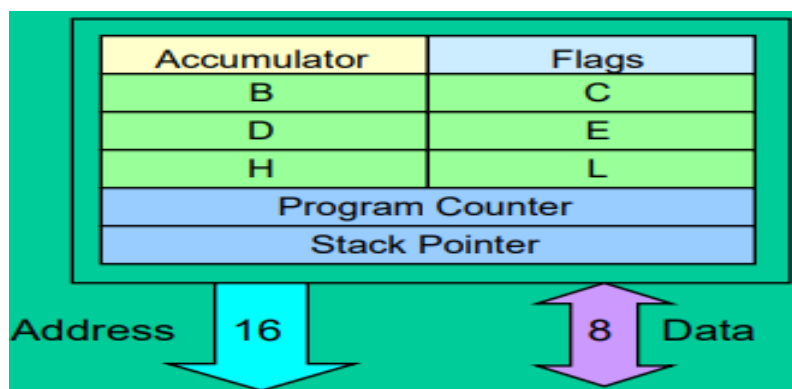 Accumulator Flags
B C
D E
H L
Program Counter
Stack Pointer
Address 16 8 Data